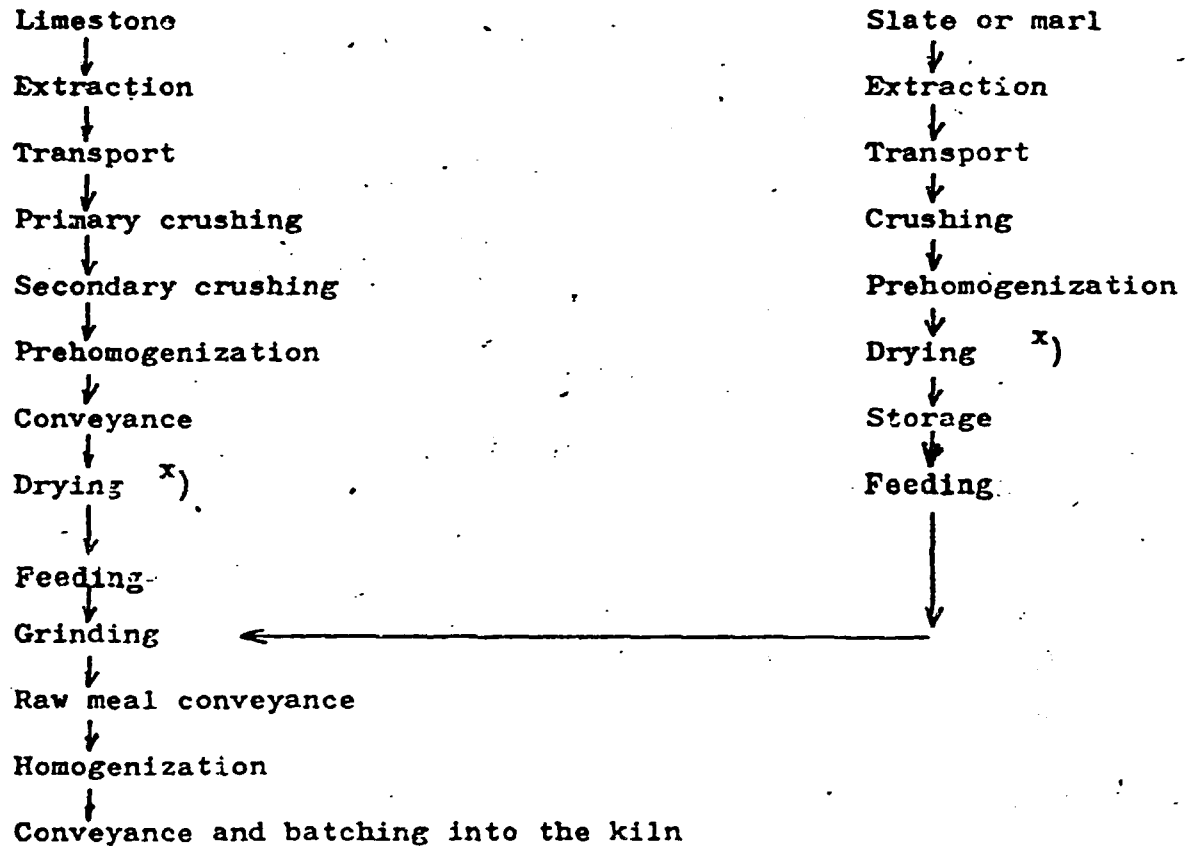 Limestone Slate or marl
Extraction Extraction
Transport Transport
Primary crushing Crushing
Secondary crushing Prehomogenization
Prehomogenization Drying x)
Conveyance Storage
Drying x) Feeding
Feeding
Grinding
Raw meal conveyance
Homogenization
Conveyance and batching into the kiln